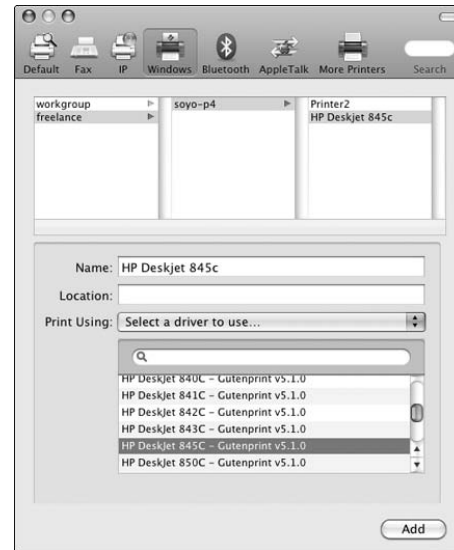 Default Fax IP Windows Bluetooth AppleTalk More Printers Search
workgroup soyo-p4 Printer2
freelance HP Deskjet 845c
Name: HP Deskjet 845c
Location:
Print Using: Select a driver to use...
HP DeskJet 840C - Gutenprint v5.1.0
HP DeskJet 841C - Gutenprint v5.1.0
HP DeskJet 842C - Gutenprint v5.1.0
HP DeskJet 843C - Gutenprint v5.1.0
HP DeskJet 845C - Gutenprint v5.1.0
HP DeskJet 850C - Gutenprint v5.1.0
Add